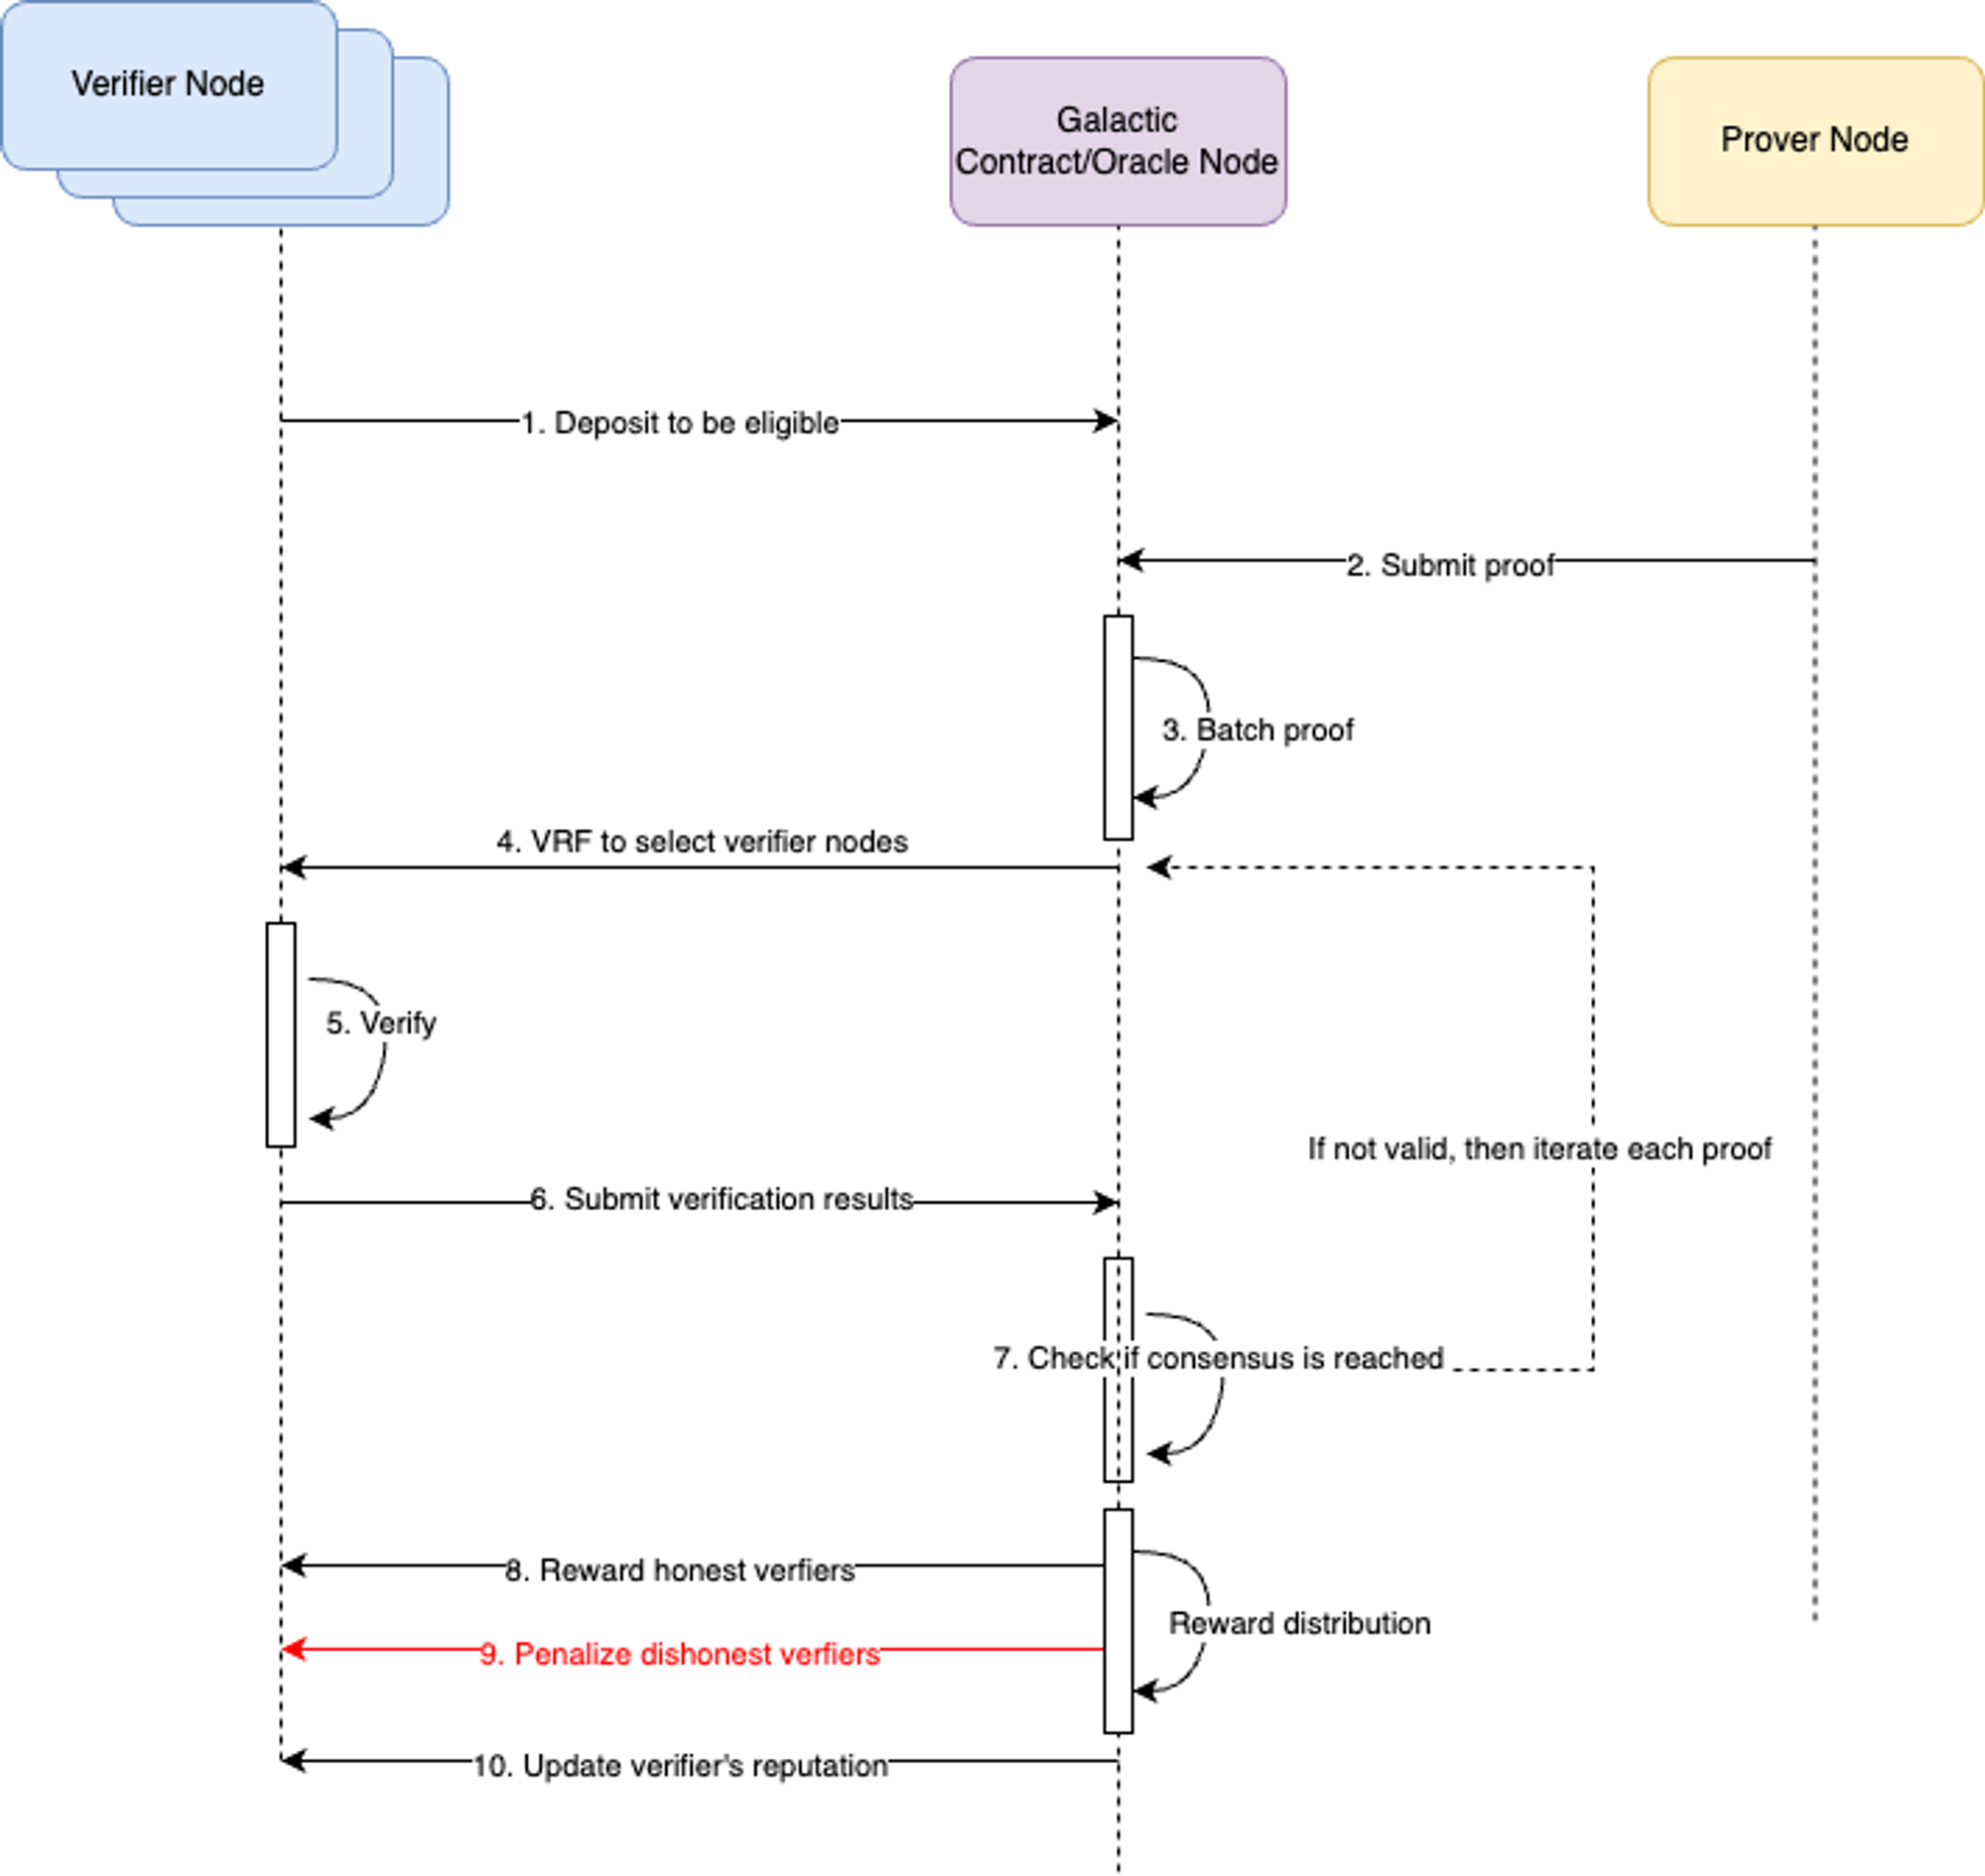 Verifier Node
Galactic
Contract/Oracle Node
Prover Node
1. Deposit to be eligible
2. Submit proof
3. Batch proof
4. VRF to select verifier nodes
5. Verify
If not valid, then iterate each proof
6. Submit verification results
7. Check if consensus is reached
8. Reward honest verfiers
Reward distribution
9. Penalize dishonest verfiers
10. Update verifier's reputation